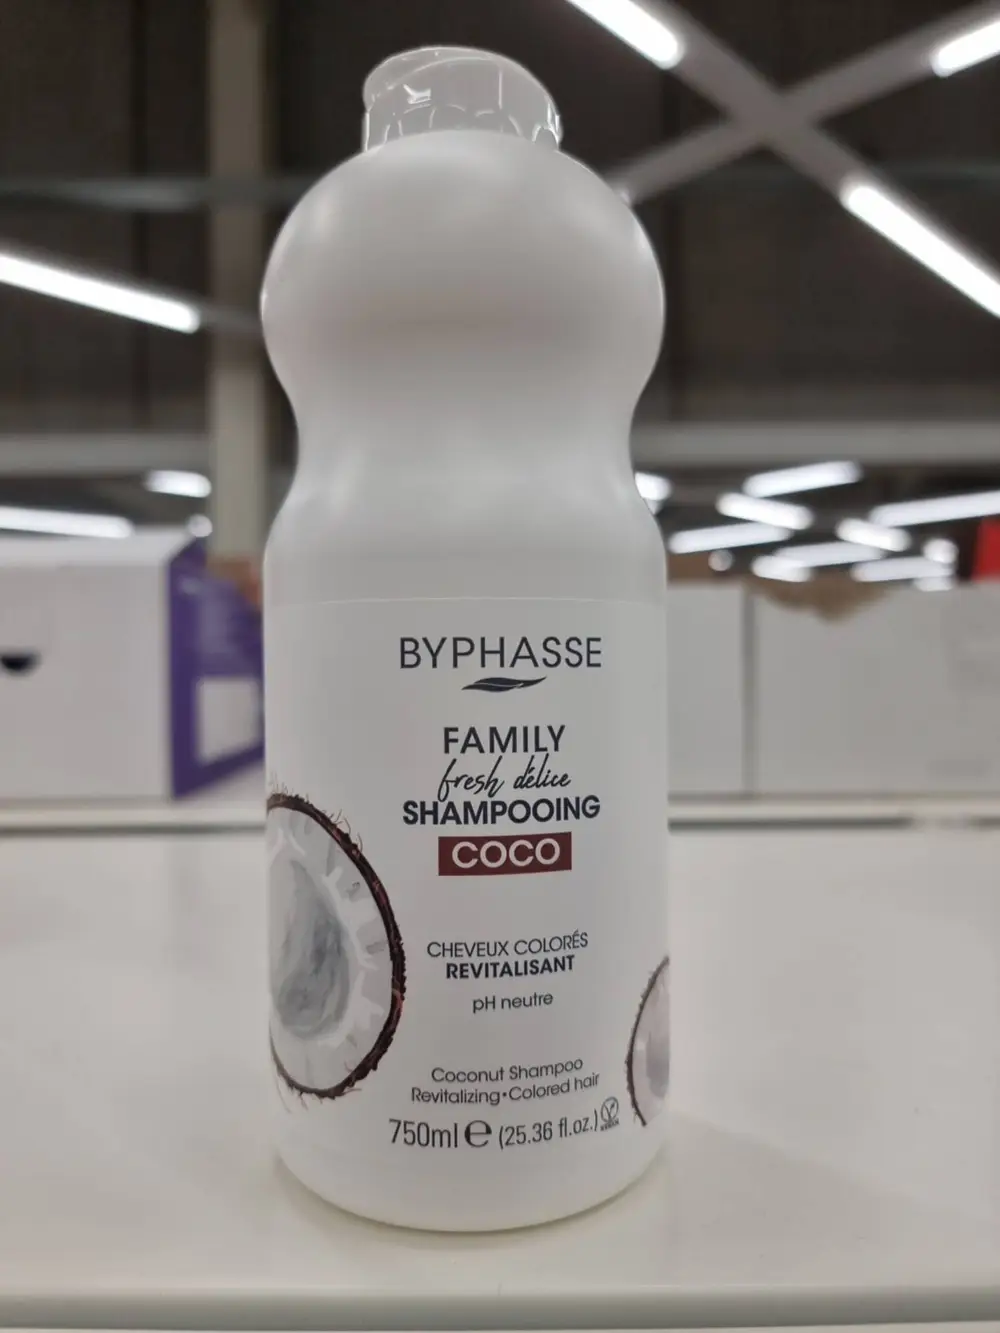 BYPHASSE
FAMILY
fresh délice
SHAMPOOING
COCO
CHEVEUX COLORÉS
REVITALISANT
pH neutre
Coconut Shampoo
Revitalizing•Colored hair
750ml e (25.36 fl.oz.)